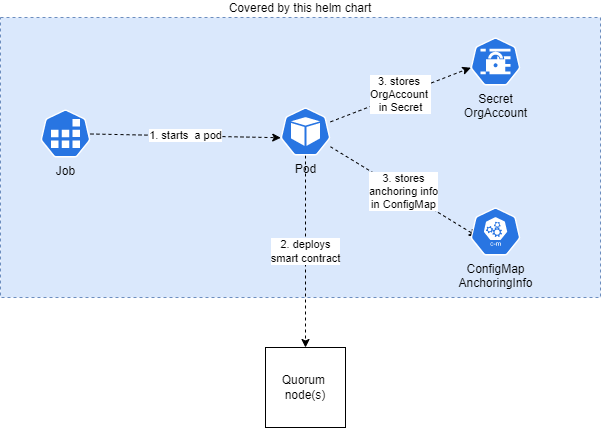 Covered by this helm chart
3. stores
OrgAccount
in Secret
Secret
OrgAccount
1. starts  a pod
Job
Pod
3. stores
anchoring info
in ConfigMap
c-m
ConfigMap
AnchoringInfo
2. deploys
smart contract
Quorum
node(s)